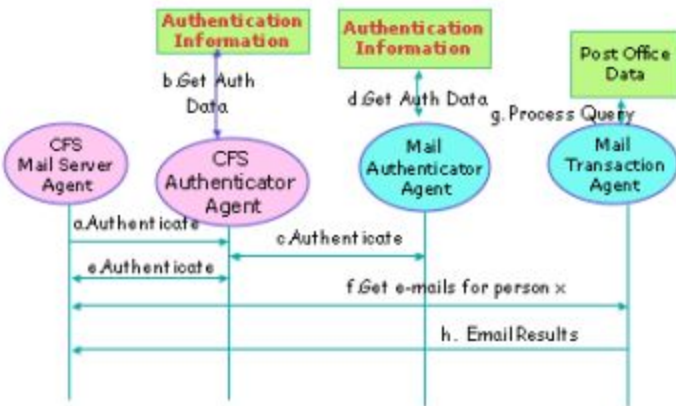 Authentication
Information
Authentication
Information
Post Office
Data
b.Get Auth
Data
d.Get Auth Data
g. Process Query
CFS
Mail Server
Agent
CFS
Authenticator
Agent
Mail
Authenticator
Agent
Mail
Transaction
Agent
a.Authenticate
c.Authenticate
e.Authenticate
f.Get e-mails for person x
h. Email Results